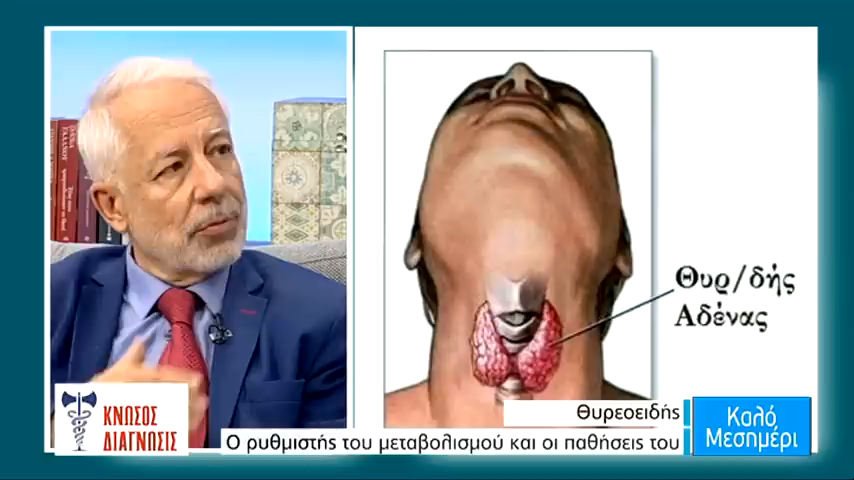 Θυρ/δής
Αδένας
ΚΝΩΣΟΣ
ΔΙΑΓΝΩΣΙΣ
Θυρεοειδής
Ο ρυθμιστής του μεταβολισμού και οι παθήσεις του
Καλό
Μεσημέρι